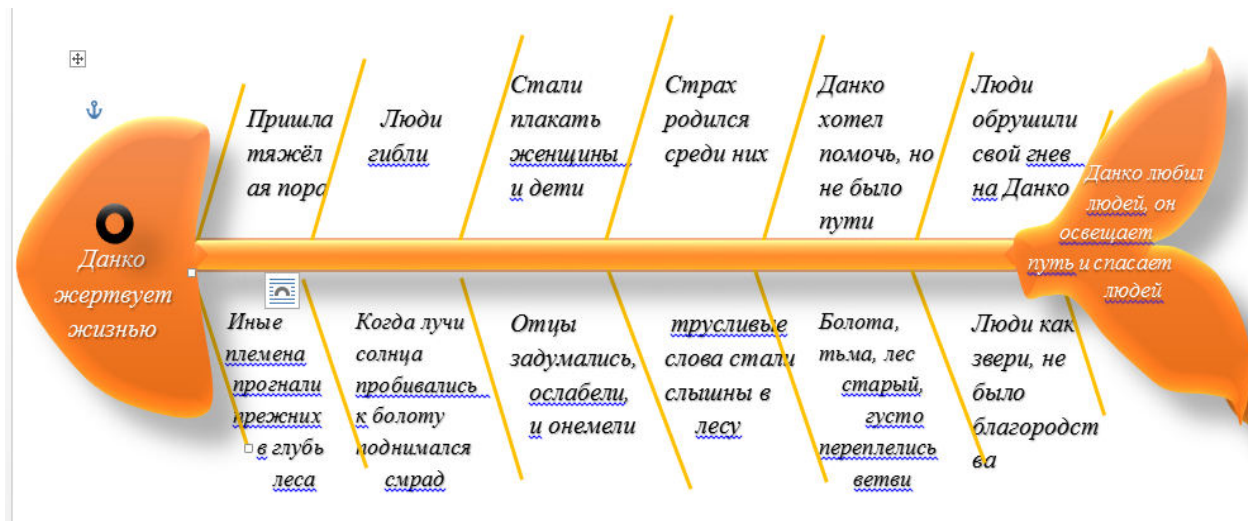 Данко
жертвует
жизнью
Пришла
тяжёл
ая пора
Люди
гибли
Стали
плакать
женщины
и дети
Страх
родился
среди них
Данко
хотел
помочь, но
не было
пути
Люди
обрушили
свой гнев
на Данко
Иные
племена
прогнали
прежних
в глубь
леса
Когда лучи
солнца
пробивались
к болоту
поднимался
смрад
Отцы
задумались,
ослабели,
и онемели
трусливые
слова стали
слышны в
лесу
Болота,
тьма, лес
старый,
густо
переплелись
ветви
Люди как
звери, не
было
благородст
ва
Данко любил
людей, он
освещает
путь и спасает
людей